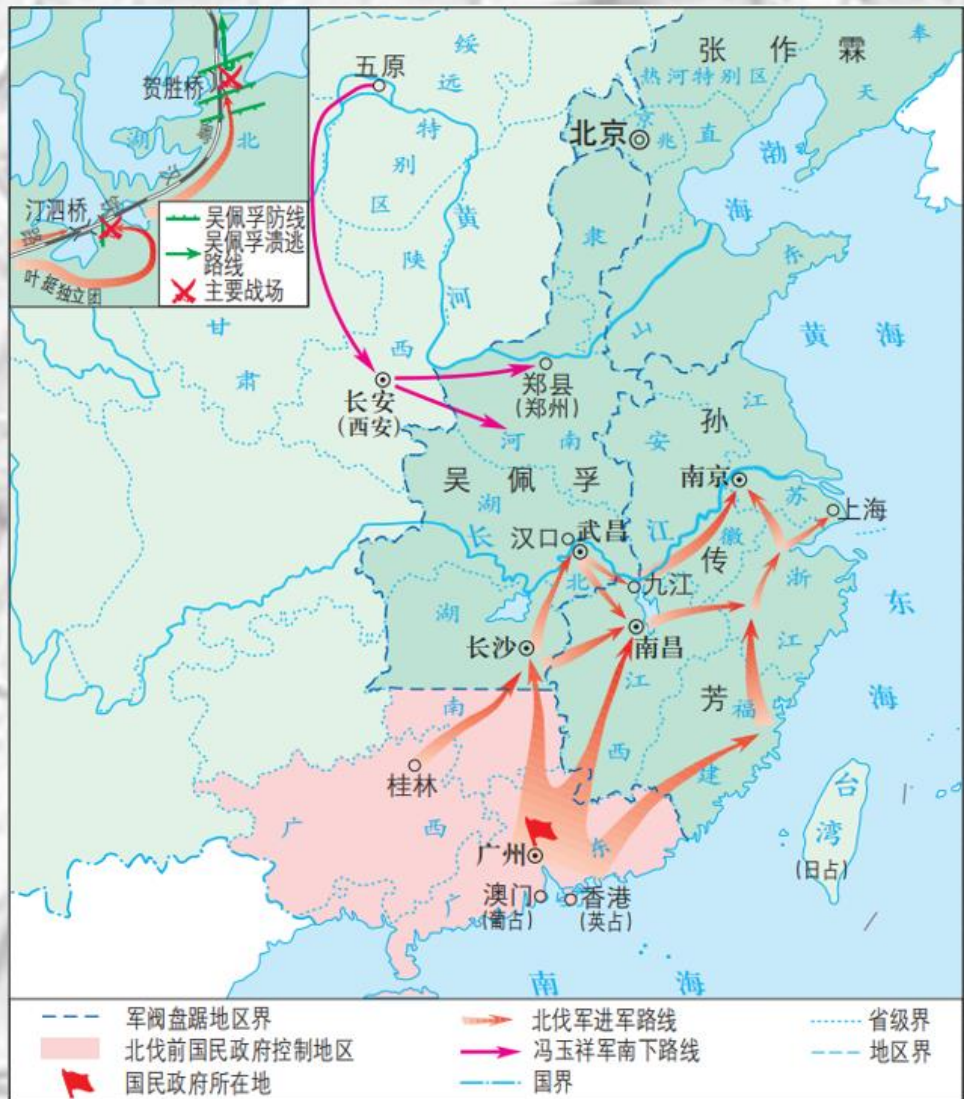 贺胜桥
湖
北
粤
汉
铁
路
汀泗桥
叶挺独立团
吴佩孚防线
吴佩孚溃逃
路线
主要战场
五原
绥
远
特
别
区
张作霖
奉
天
热河特别区
北京
京
兆
直
隶
渤
海
黄
河
陕
西
甘
肃
山
东
黄海
长安
(西安)
郑县
(郑州)
河南
吴佩孚
湖
北
孙
传
芳
江
苏
安
徽
南京
上海
长
江
汉口
武昌
九江
浙
江
东
海
湖
南
长沙
南昌
江
西
福
建
桂林
广
西
广
东
广州
澳门
(葡占)
香港
(英占)
台
湾
(日占)
南海
军阀盘踞地区界
北伐军进军路线
省级界
北伐前国民政府控制地区
冯玉祥军南下路线
地区界
国民政府所在地
国界